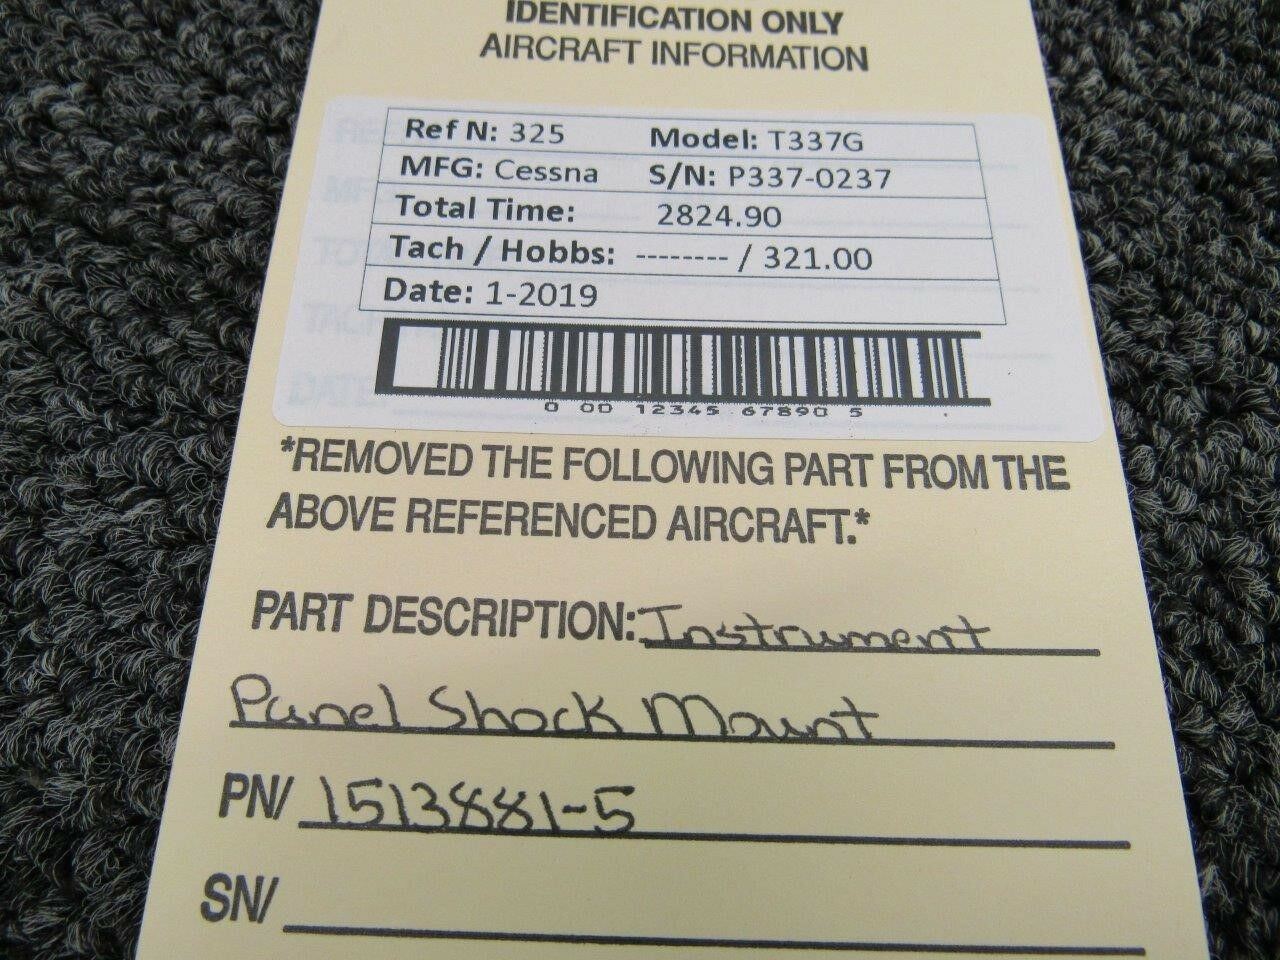 IDENTIFICATION ONLY
AIRCRAFT INFORMATION
Ref N: 325 Model: T337G
MFG: Cessna S/N: P337-0237
Total Time: 2824.90
Tach / Hobbs: -------- / 321.00
Date: 1-2019
0 00 12345 67890 5
*REMOVED THE FOLLOWING PART FROM THE
ABOVE REFERENCED AIRCRAFT.*
PART DESCRIPTION: Instrument
Panel Shock Mount
PN/ 1513881-5
SN/